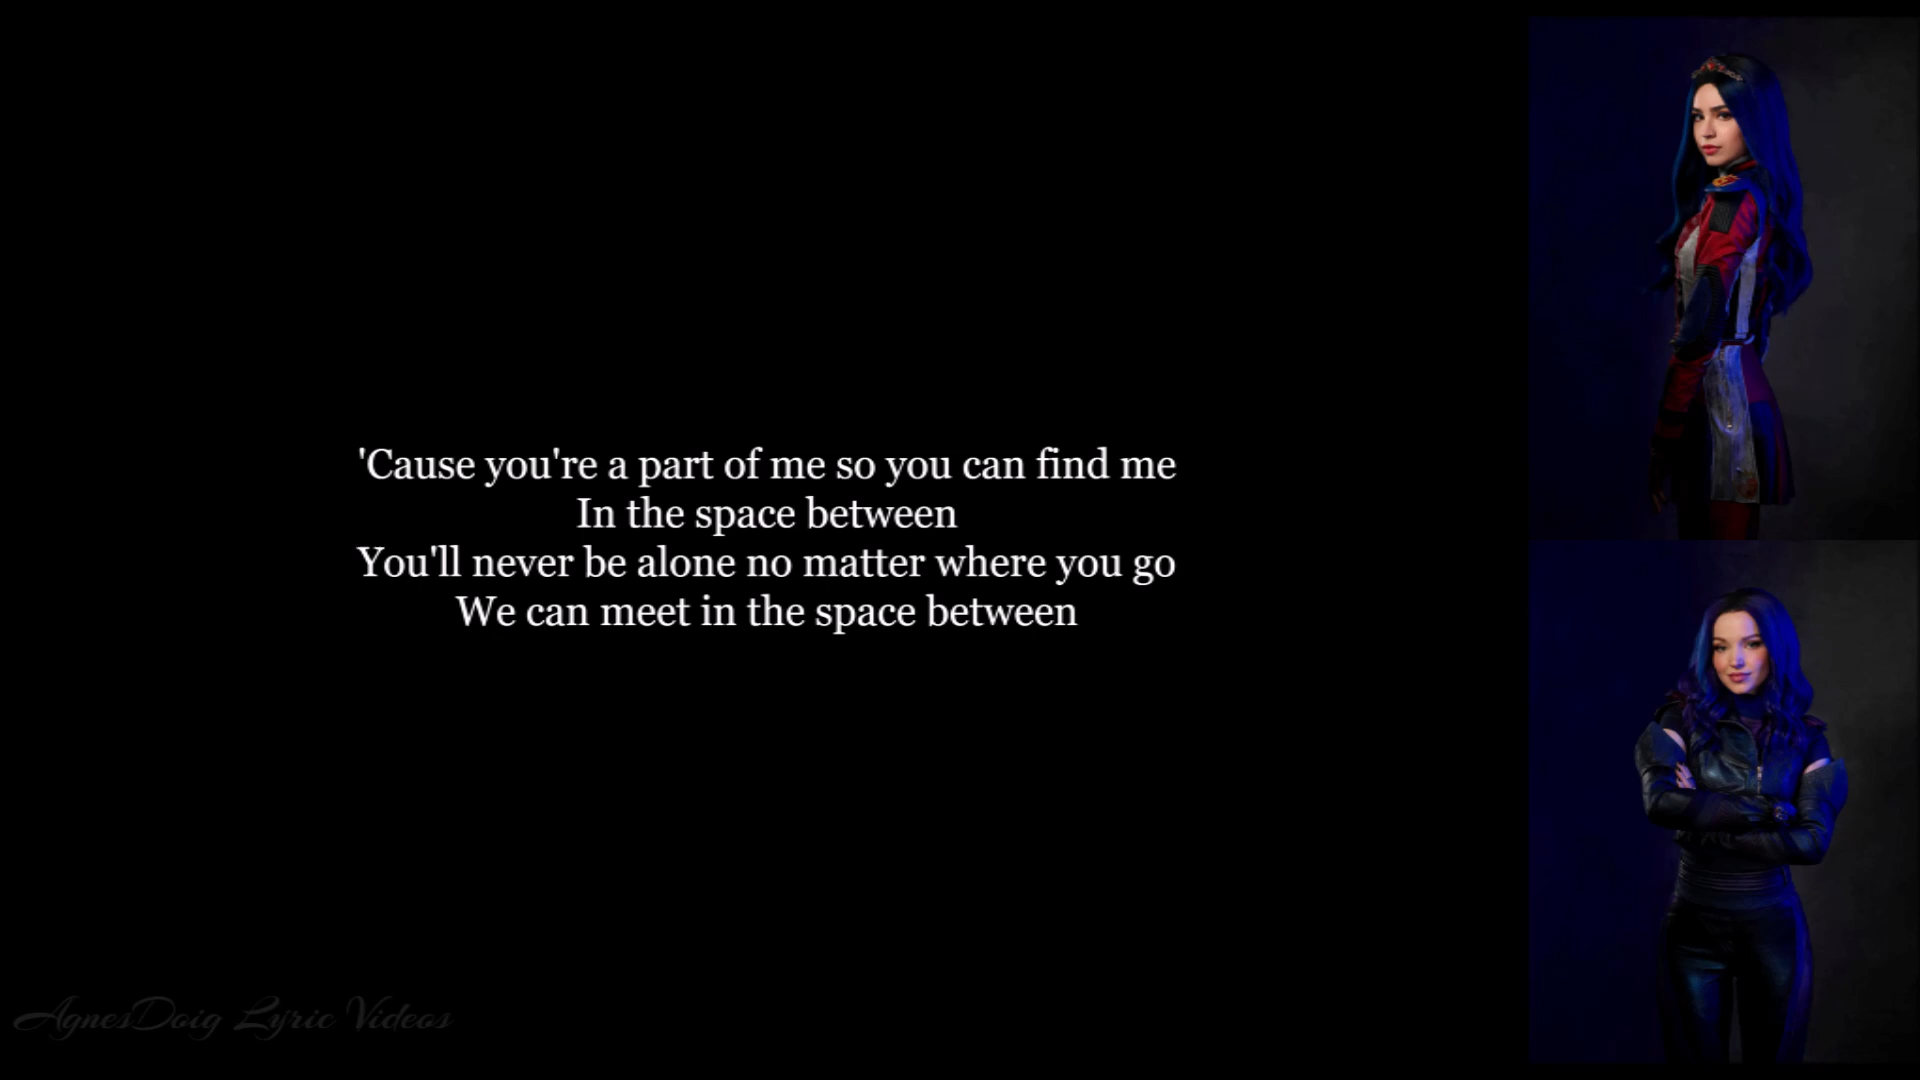 'Cause you're a part of me so you can find me
In the space between
You'll never be alone no matter where you go
We can meet in the space between
AgnesDoig Lyric Videos